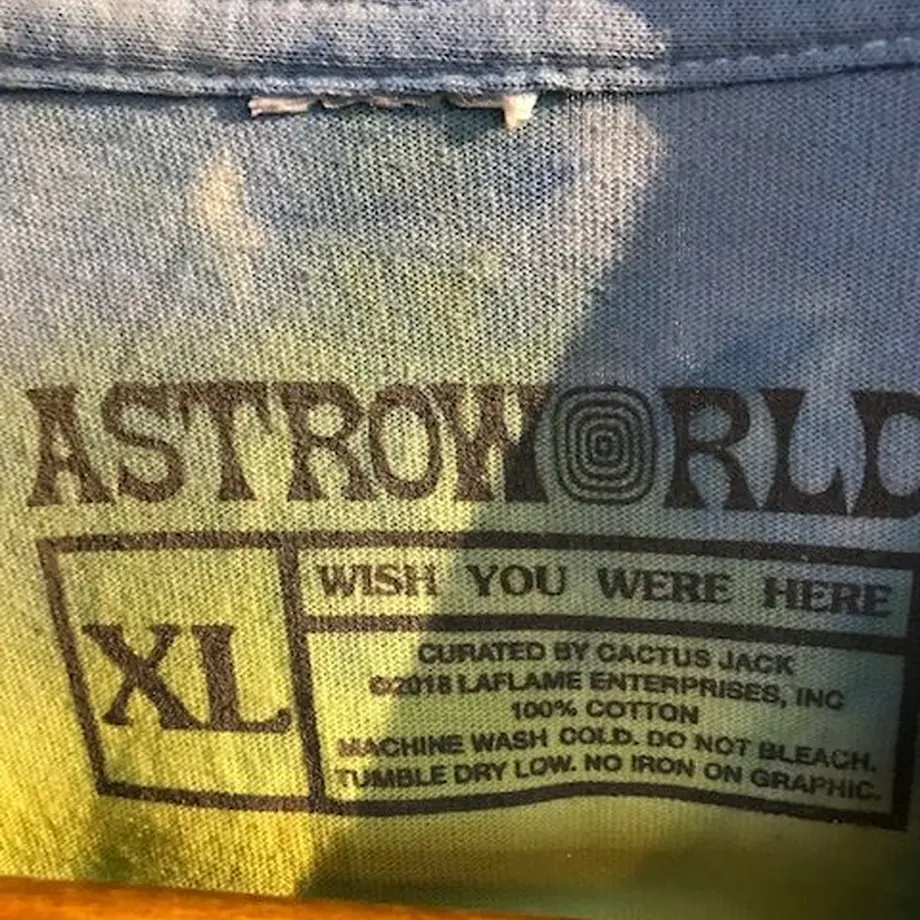 ASTROWORLD
WISH YOU WERE HERE
XL
CURATED BY CACTUS JACK
©2018 LAFLAME ENTERPRISES, INC
100% COTTON
MACHINE WASH COLD. DO NOT BLEACH.
TUMBLE DRY LOW. NO IRON ON GRAPHIC.